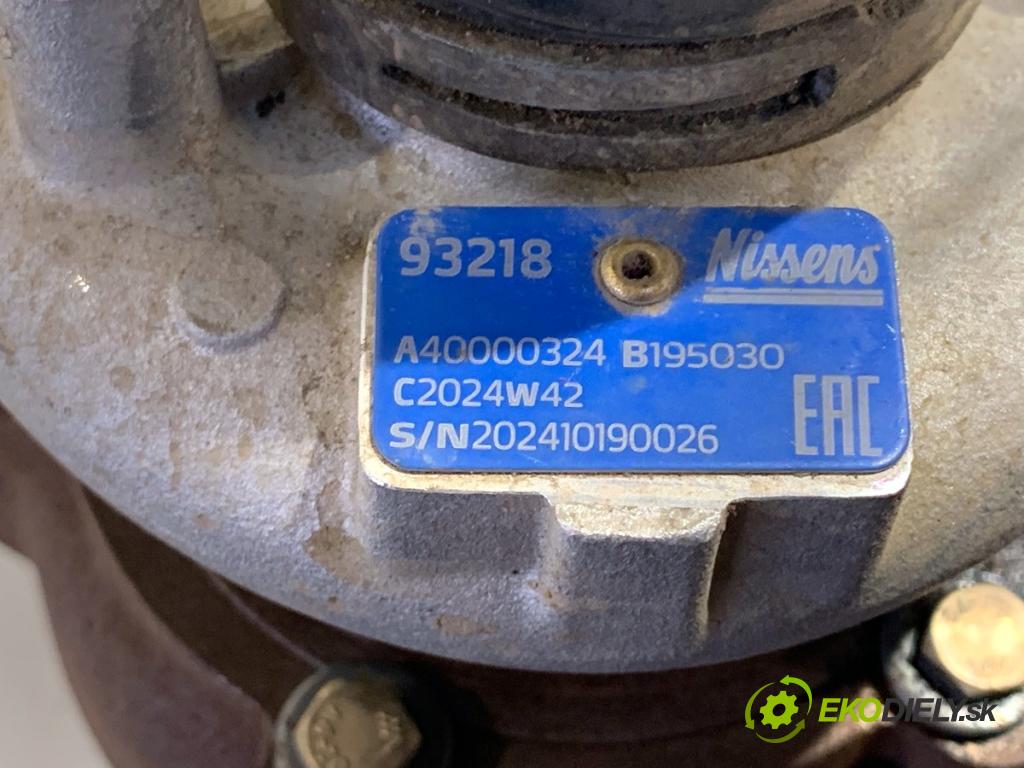 93218 Nissens
A40000324 B195030
C2024W42
EAC
S/N202410190026
EKODIELY.SK